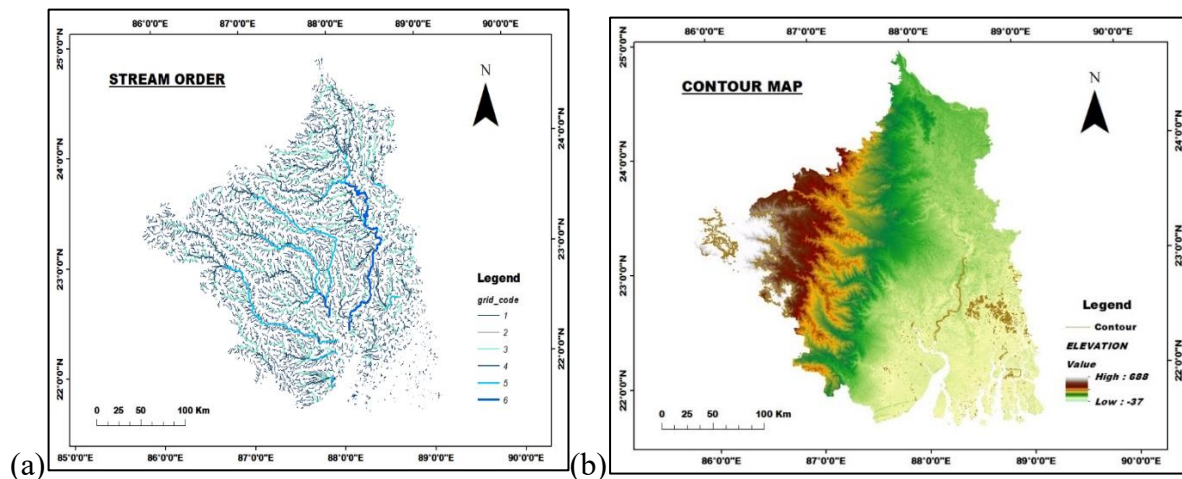 86°0'0"E 87°0'0"E 88°0'0"E 89°0'0"E 90°0'0"E
STREAM ORDER
N
25°0'0"N
24°0'0"N
23°0'0"N
22°0'0"N
24°0'0"N
23°0'0"N
22°0'0"N
Legend
grid_code
1
2
3
4
5
6
0 25 50 100 Km
85°0'0"E 86°0'0"E 87°0'0"E 88°0'0"E 89°0'0"E 90°0'0"E
(a)
86°0'0"E 87°0'0"E 88°0'0"E 89°0'0"E 90°0'0"E
CONTOUR MAP
N
25°0'0"N
24°0'0"N
23°0'0"N
22°0'0"N
24°0'0"N
23°0'0"N
22°0'0"N
Legend
Contour
ELEVATION
Value
High : 688
Low : -37
0 25 50 100 Km
86°0'0"E 87°0'0"E 88°0'0"E 89°0'0"E 90°0'0"E
(b)